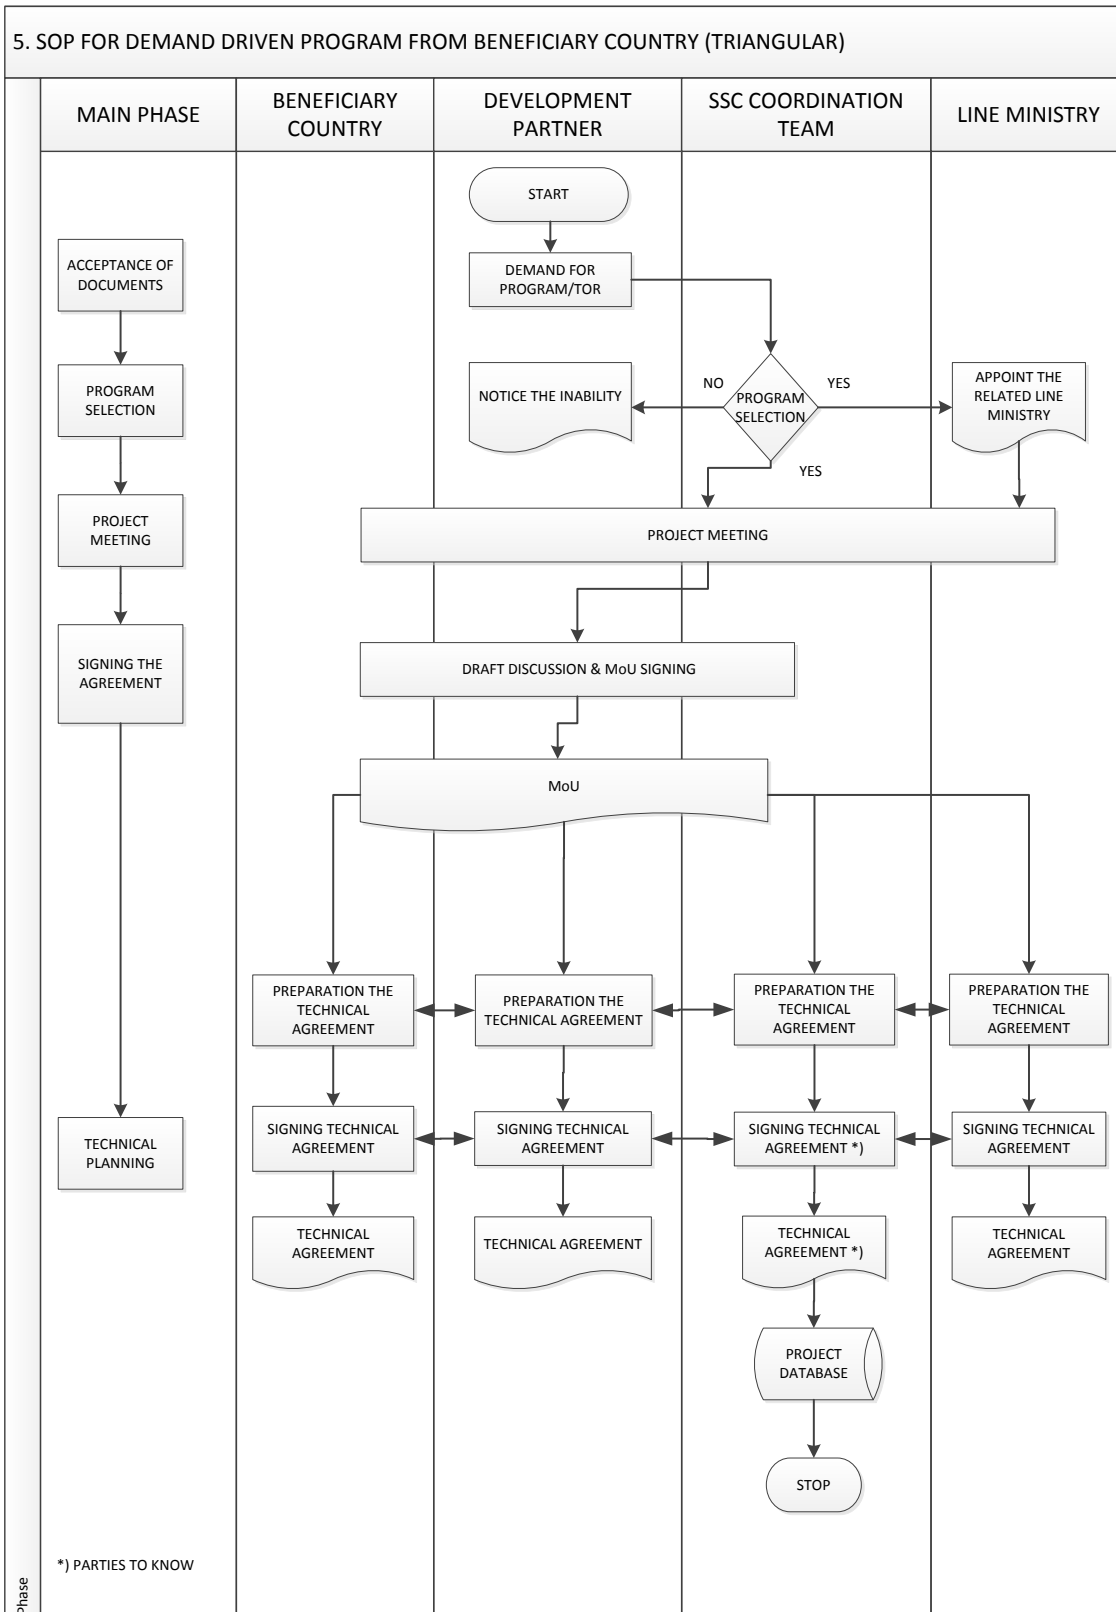 5. SOP FOR DEMAND DRIVEN PROGRAM FROM BENEFICIARY COUNTRY (TRIANGULAR)
MAIN PHASE
BENEFICIARY
COUNTRY
DEVELOPMENT
PARTNER
SSC COORDINATION
TEAM
LINE MINISTRY
START
ACCEPTANCE OF
DOCUMENTS
DEMAND FOR
PROGRAM/TOR
PROGRAM
SELECTION
NOTICE THE INABILITY
NO
PROGRAM
SELECTION
YES
APPOINT THE
RELATED LINE
MINISTRY
YES
PROJECT
MEETING
PROJECT MEETING
SIGNING THE
AGREEMENT
DRAFT DISCUSSION & MoU SIGNING
MoU
PREPARATION THE
TECHNICAL
AGREEMENT
PREPARATION THE
TECHNICAL AGREEMENT
PREPARATION THE
TECHNICAL
AGREEMENT
PREPARATION THE
TECHNICAL
AGREEMENT
TECHNICAL
PLANNING
SIGNING TECHNICAL
AGREEMENT
SIGNING TECHNICAL
AGREEMENT
SIGNING TECHNICAL
AGREEMENT *)
SIGNING TECHNICAL
AGREEMENT
TECHNICAL
AGREEMENT
TECHNICAL AGREEMENT
TECHNICAL
AGREEMENT *)
TECHNICAL
AGREEMENT
PROJECT
DATABASE
STOP
*) PARTIES TO KNOW
Phase